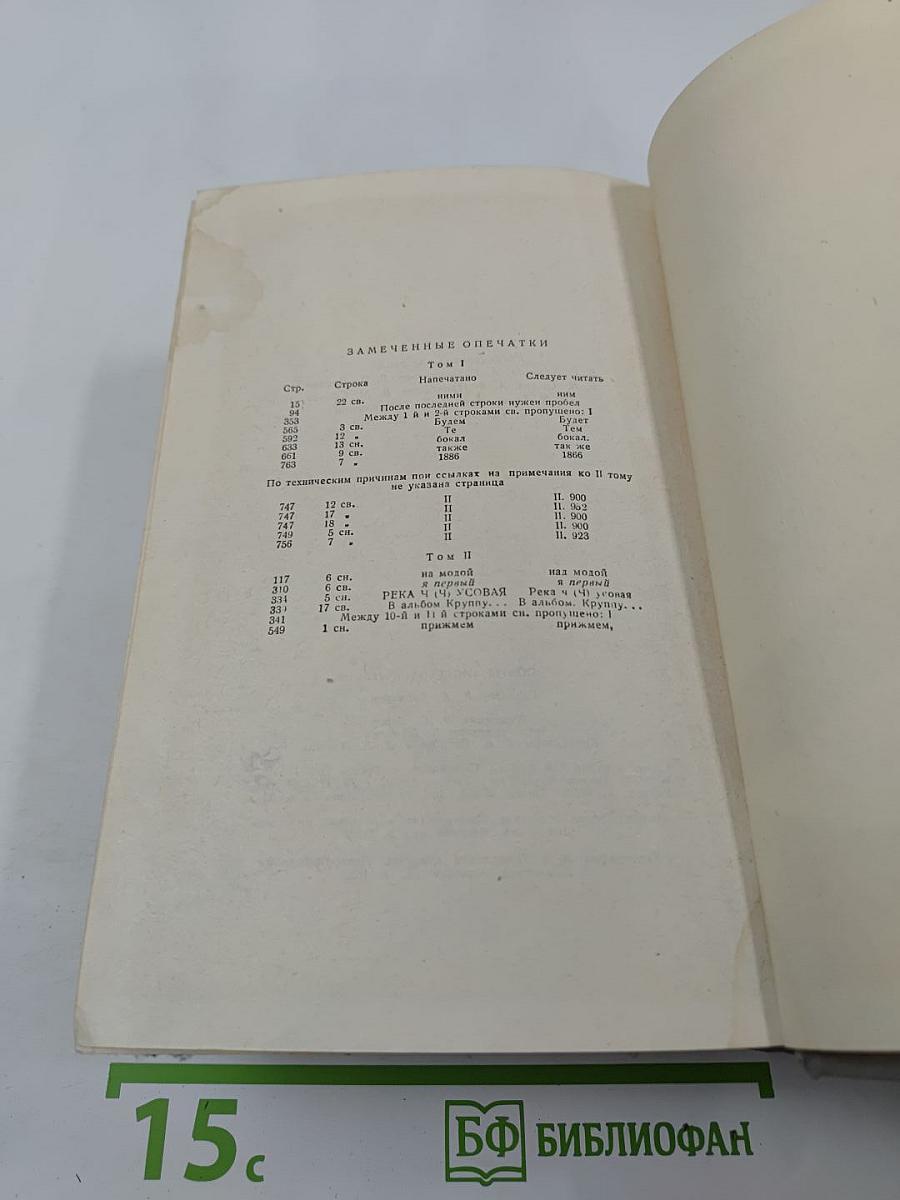 ЗАМЕЧЕННЫЕ ОПЕЧАТКИ
Том I
Стр. Строка Напечатано Следует читать
15 22 св. ними ним
94 После последней строки нужен пробел
353 Между 1 й и 2-й строками св. пропущено: I
565 3 св. Будем Будет
592 12 „ Те Тем
633 13 сн. бокал бокал.
661 9 св. также так же
763 7 „ 1886 1866
По техническим причинам при ссылках на примечания ко II тому
не указана страница
747 12 св. II II. 900
747 17 „ II II. 952
747 18 „ II II. 900
749 5 сн. II II. 900
756 7 „ II II. 923
Том II
117 6 сн. на модой над модой
310 6 св. я первый я первый
334 5 сн. РЕКА Ч (Ч) УСОВАЯ Река ч (Ч) усовая
339 17 св. В альбом Круппу... В альбом. Круппу...
341 Между 10-й и 11 й строками сн. пропущено: I
549 1 сн. прижмем прижмем,
15 с
БФ БИБЛИОФАН